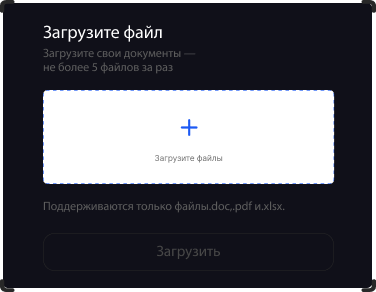 Загрузите файл
Загрузите свои документы —
не более 5 файлов за раз
Загрузите файлы
Поддерживаются только файлы.doc,.pdf и.xlsx.
Загрузить